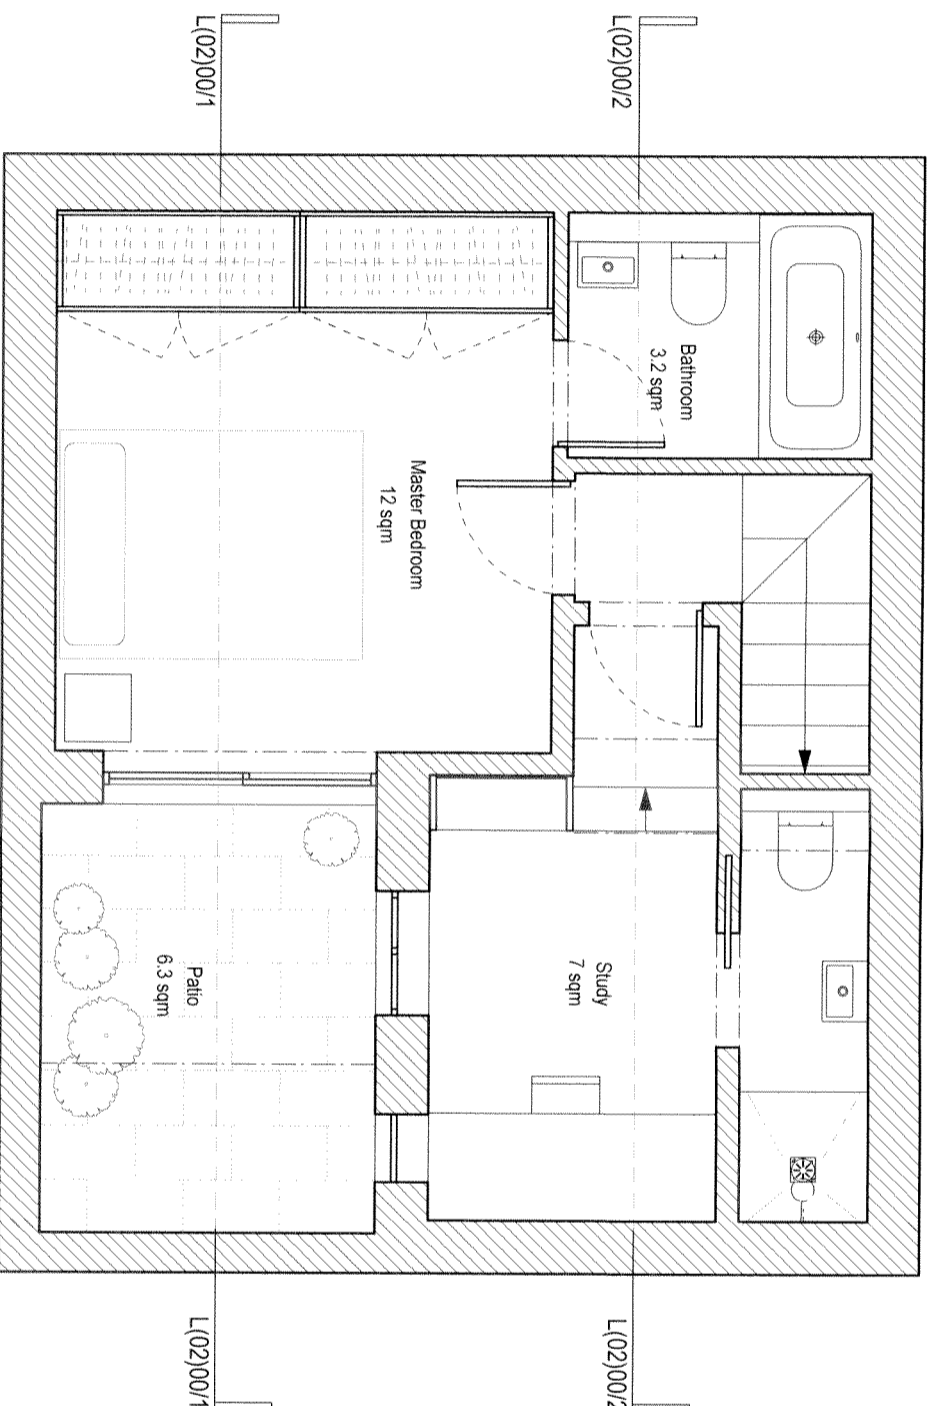 L(02)00/1
L(02)00/2
Bathroom
3.2 sqm
Master Bedroom
12 sqm
Study
7 sqm
Patio
6.3 sqm
L(02)00/1
L(02)00/2